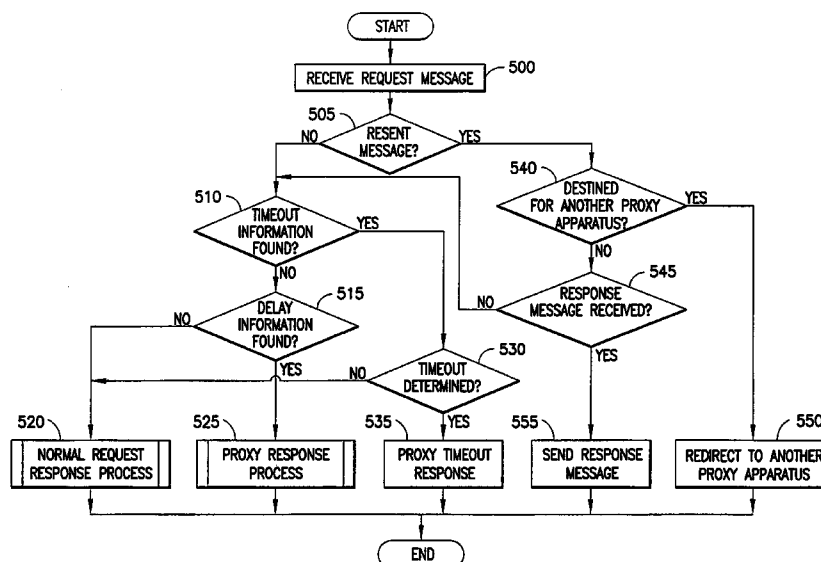 START
RECEIVE REQUEST MESSAGE
500
505
RESENT
MESSAGE?
NO
YES
540
DESTINED
FOR ANOTHER PROXY
APPARATUS?
YES
NO
510
TIMEOUT
INFORMATION
FOUND?
YES
NO
545
RESPONSE
MESSAGE RECEIVED?
NO
YES
515
DELAY
INFORMATION
FOUND?
NO
YES
530
TIMEOUT
DETERMINED?
NO
YES
520
NORMAL REQUEST
RESPONSE PROCESS
525
PROXY RESPONSE
PROCESS
535
PROXY TIMEOUT
RESPONSE
555
SEND RESPONSE
MESSAGE
550
REDIRECT TO ANOTHER
PROXY APPARATUS
END